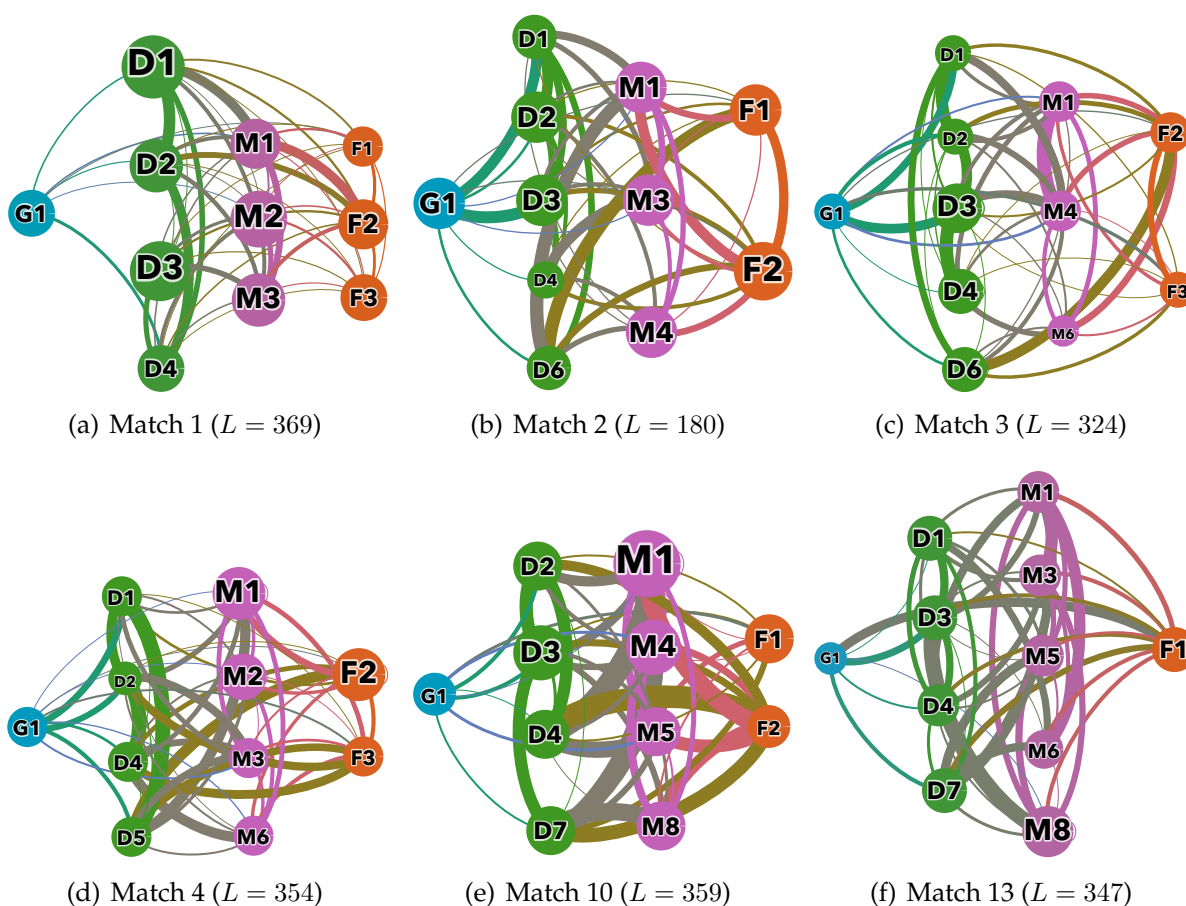 D1
D2
D3
D4
G1
M1
M2
M3
F1
F2
F3
(a) Match 1 (L = 369)
D1
D2
D3
D4
D6
G1
M1
M3
M4
F1
F2
(b) Match 2 (L = 180)
D1
D2
D3
D4
D6
G1
M1
M4
M6
F2
F3
(c) Match 3 (L = 324)
D1
D2
D4
D5
G1
M1
M2
M3
M6
F2
F3
(d) Match 4 (L = 354)
D2
D3
D4
D7
G1
M1
M4
M5
M8
F1
F2
(e) Match 10 (L = 359)
D1
D3
D4
D7
G1
M1
M3
M5
M6
M8
F1
(f) Match 13 (L = 347)